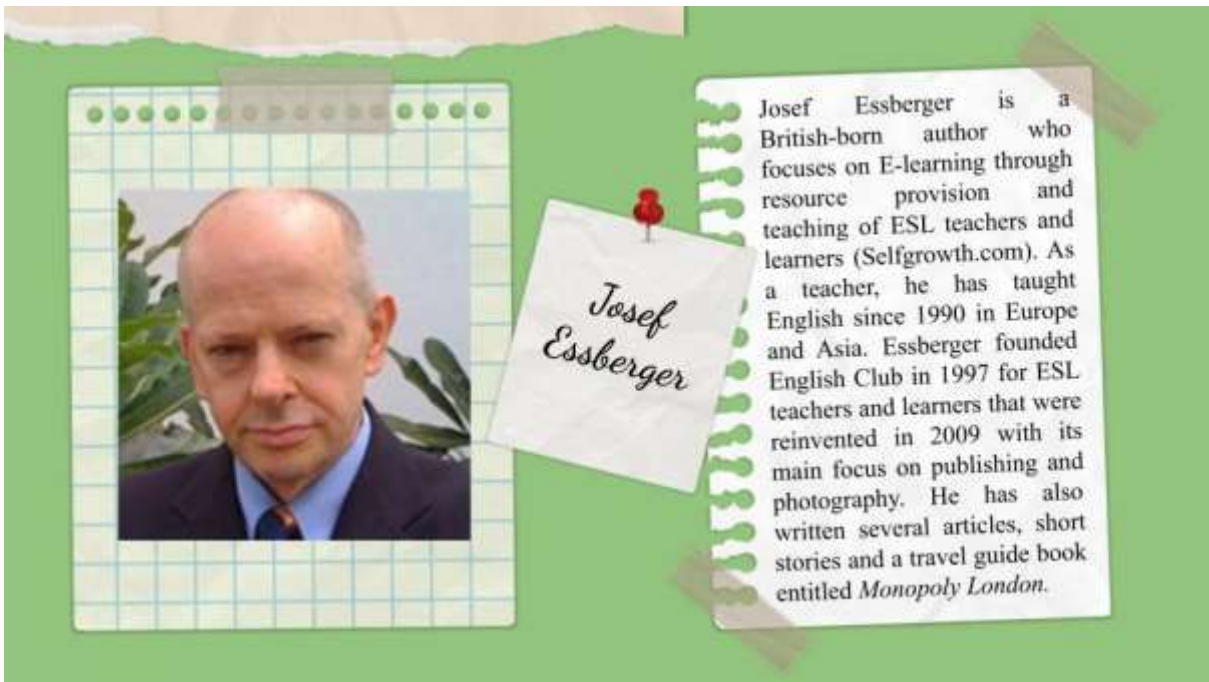 Josef
Essberger
Josef Essberger is a
British-born author who
focuses on E-learning through
resource provision and
teaching of ESL teachers and
learners (Selfgrowth.com). As
a teacher, he has taught
English since 1990 in Europe
and Asia. Essberger founded
English Club in 1997 for ESL
teachers and learners that were
reinvented in 2009 with its
main focus on publishing and
photography. He has also
written several articles, short
stories and a travel guide book
entitled Monopoly London.